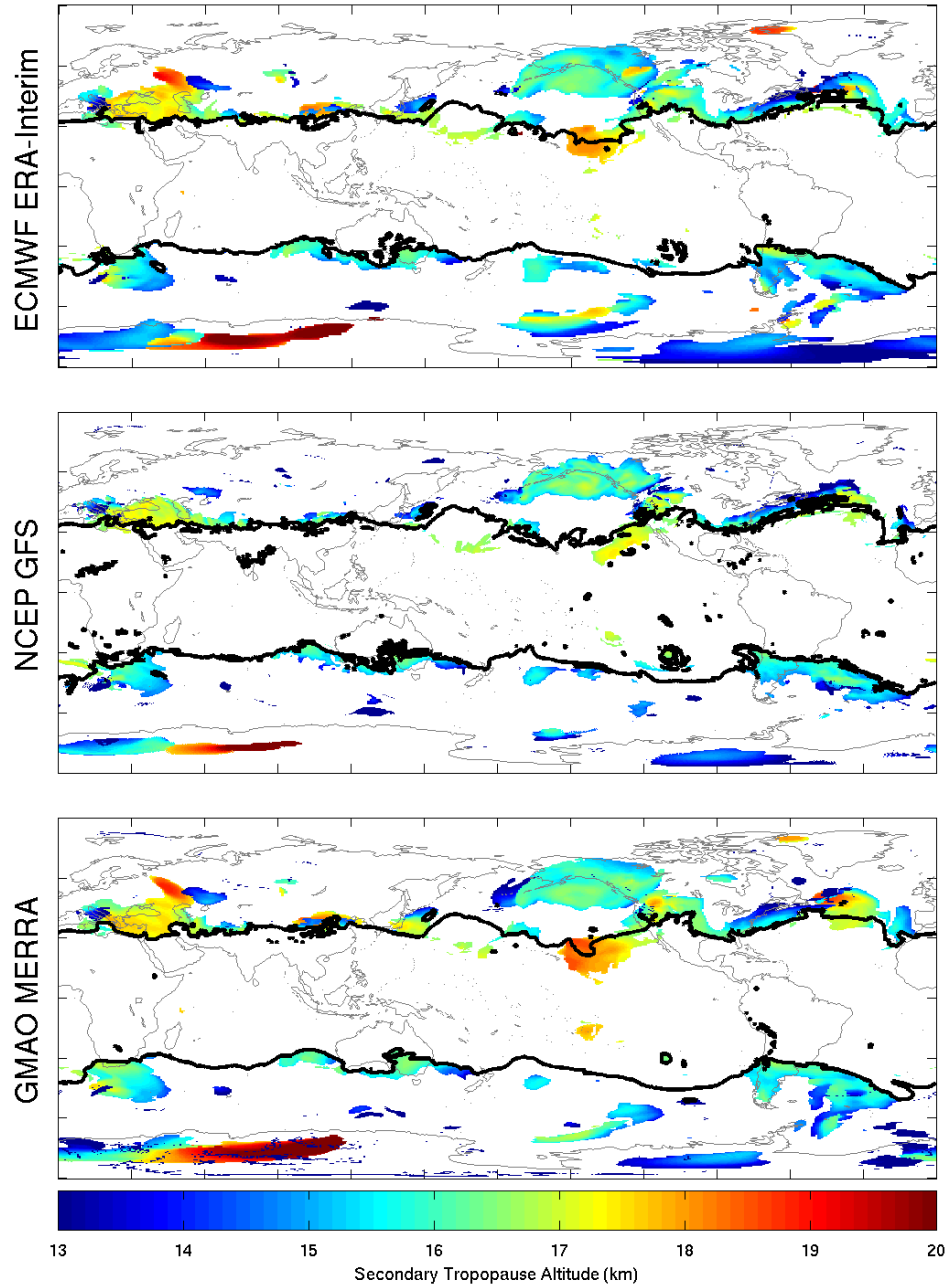 ECMWF ERA-Interim
NCEP GFS
GMAO MERRA
13 14 15 16 17 18 19 20
Secondary Tropopause Altitude (km)